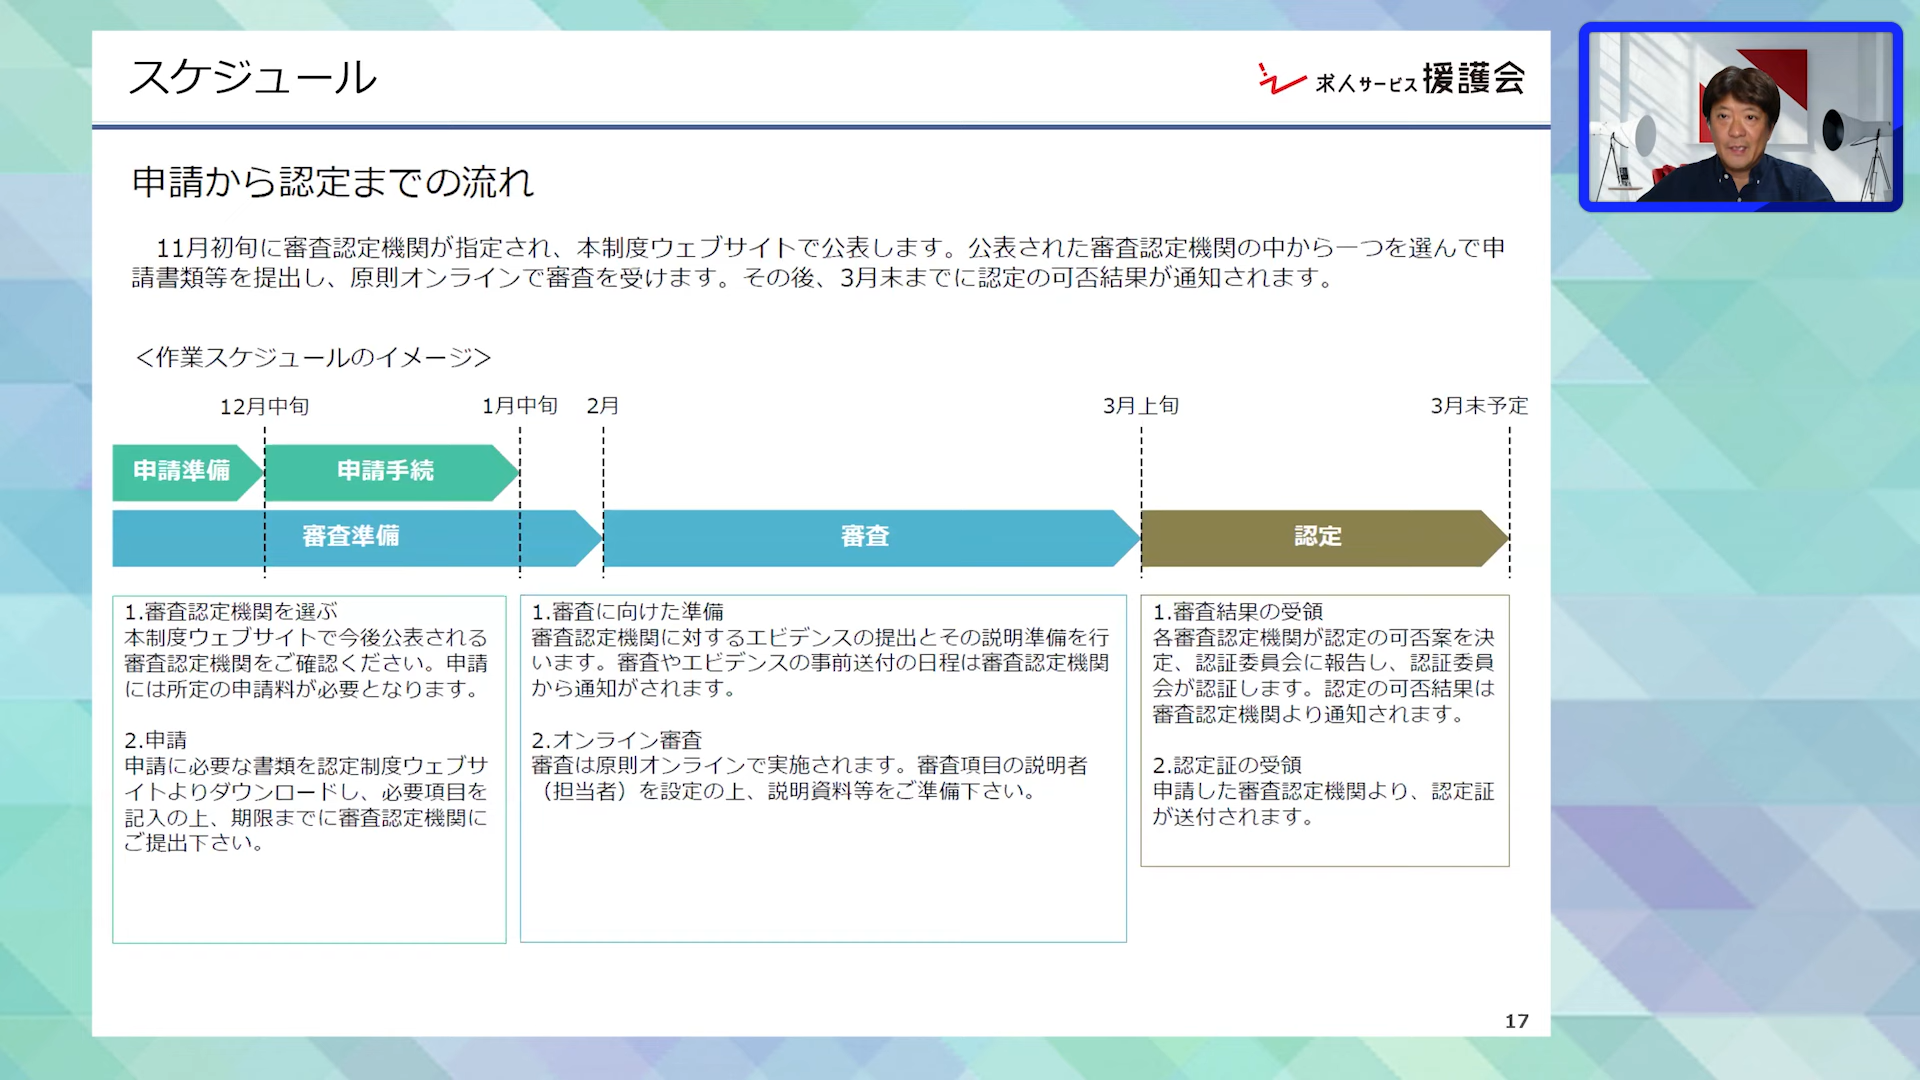 スケジュール
求人サービス援護会
申請から認定までの流れ
11月初旬に審査認定機関が指定され、本制度ウェブサイトで公表します。公表された審査認定機関の中から一つを選んで申
請書類等を提出し、原則オンラインで審査を受けます。その後、3月末までに認定の可否結果が通知されます。
＜作業スケジュールのイメージ＞
12月中旬
1月中旬
2月
3月上旬
3月末予定
申請準備
申請手続
審査準備
審査
認定
1.審査認定機関を選ぶ
本制度ウェブサイトで今後公表される
審査認定機関をご確認ください。申請
には所定の申請料が必要となります。
2.申請
申請に必要な書類を認定制度ウェブサ
イトよりダウンロードし、必要項目を
記入の上、期限までに審査認定機関に
ご提出下さい。
1.審査に向けた準備
審査認定機関に対するエビデンスの提出とその説明準備を行
います。審査やエビデンスの事前送付の日程は審査認定機関
から通知がされます。
2.オンライン審査
審査は原則オンラインで実施されます。審査項目の説明者
（担当者）を設定の上、説明資料等をご準備下さい。
1.審査結果の受領
各審査認定機関が認定の可否案を決
定、認証委員会に報告し、認証委員
会が認証します。認定の可否結果は
審査認定機関より通知されます。
2.認定証の受領
申請した審査認定機関より、認定証
が送付されます。
17